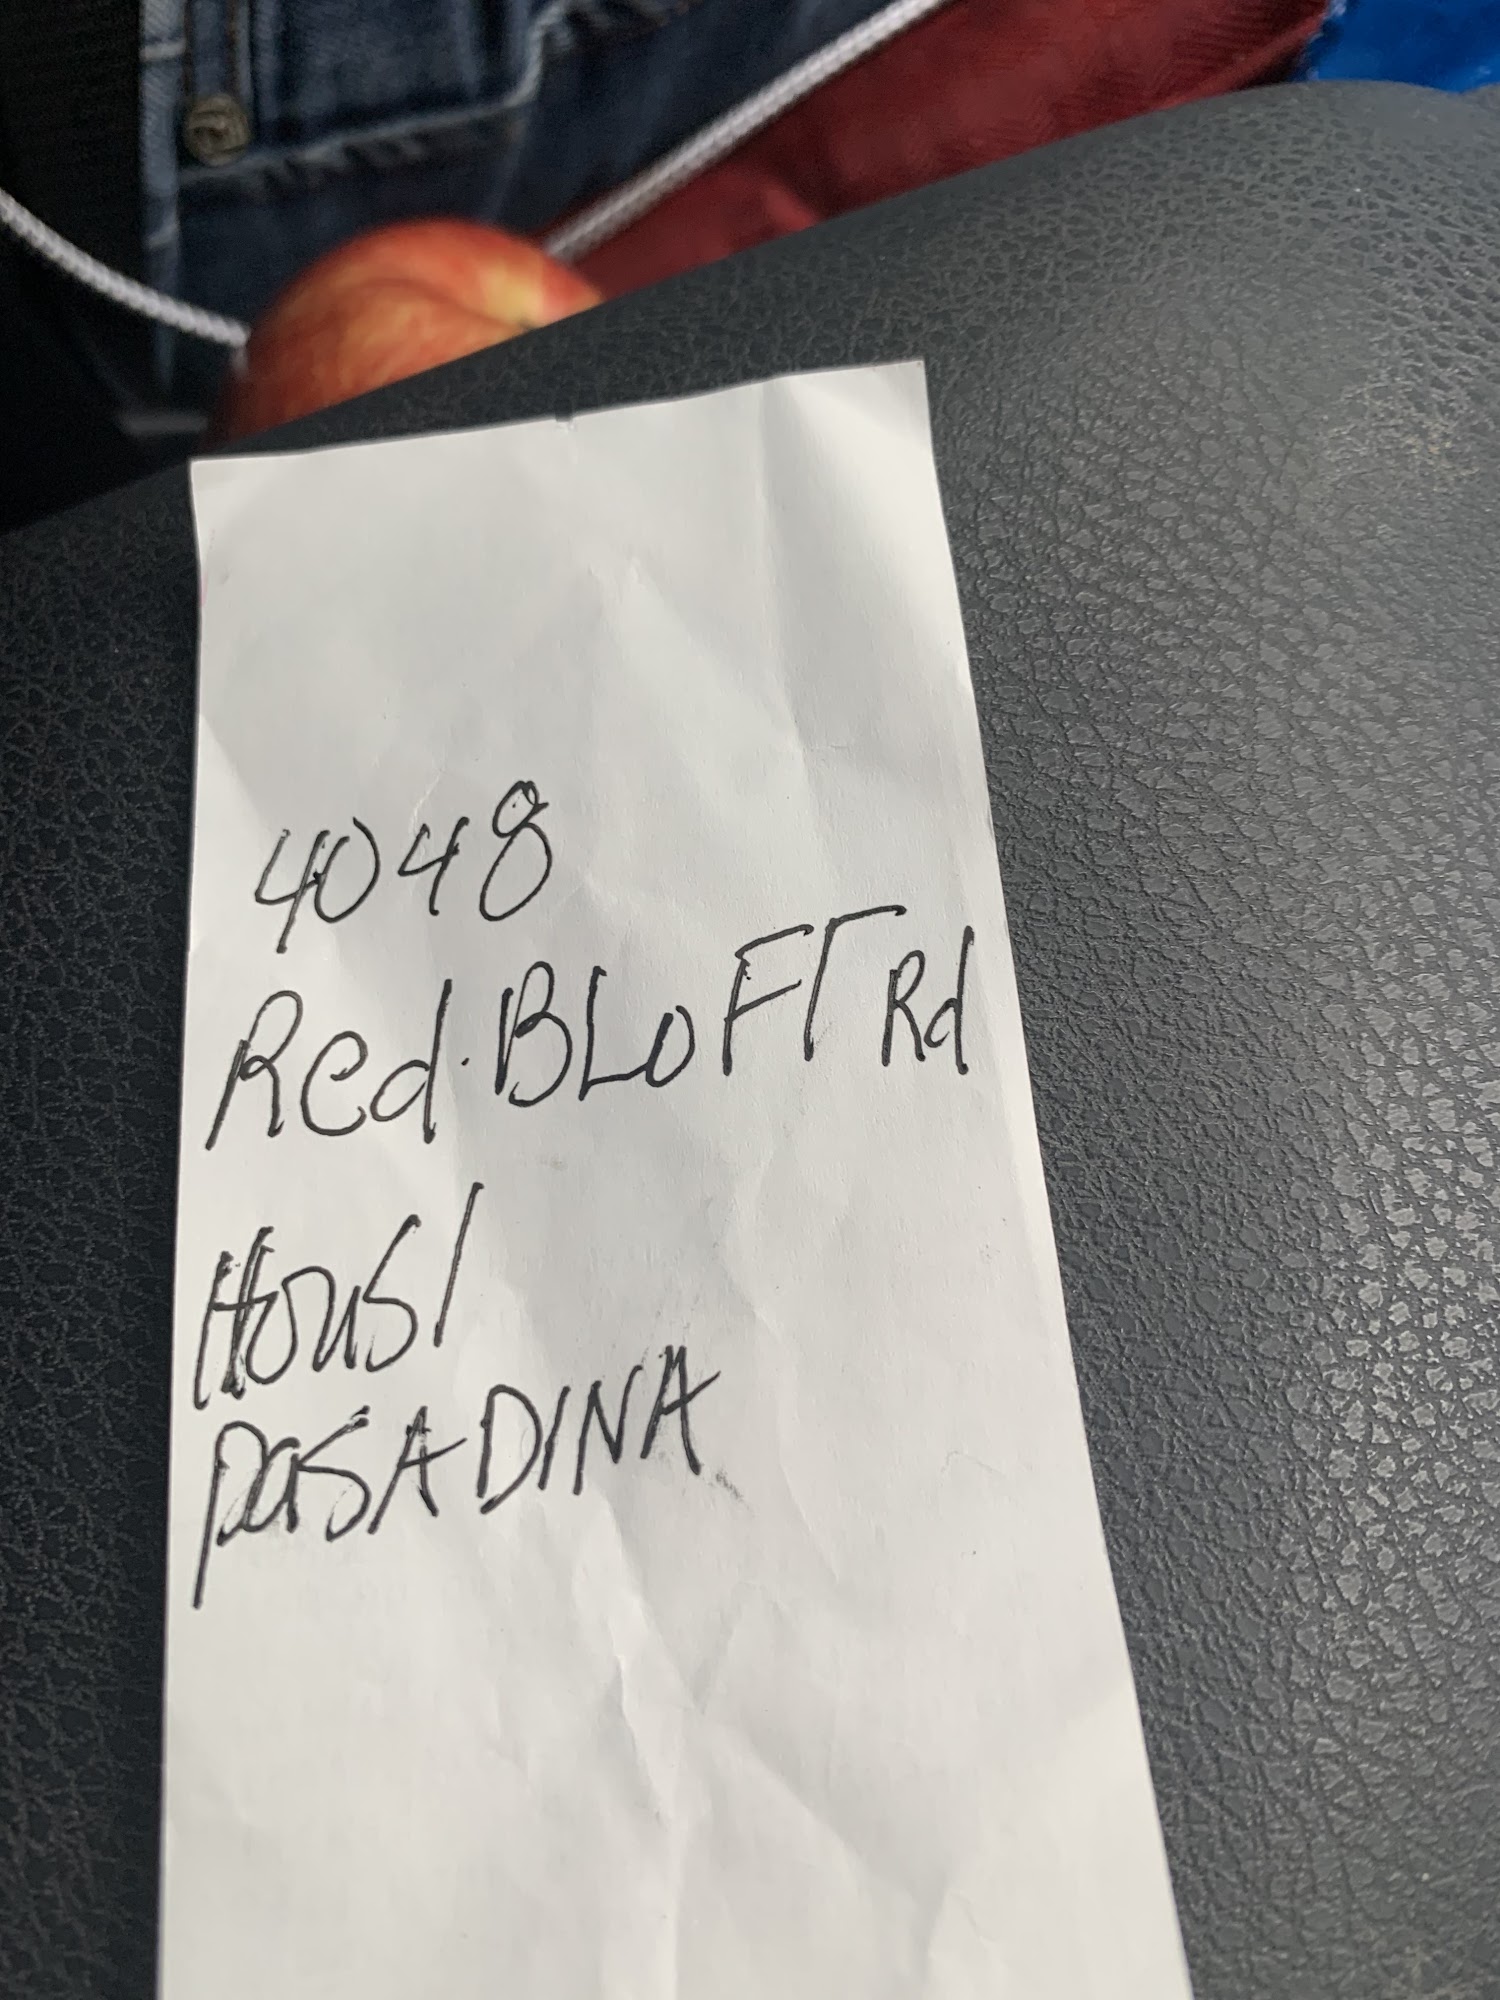 4048
Red.BLOFT Rd
Hous/
PASADINA